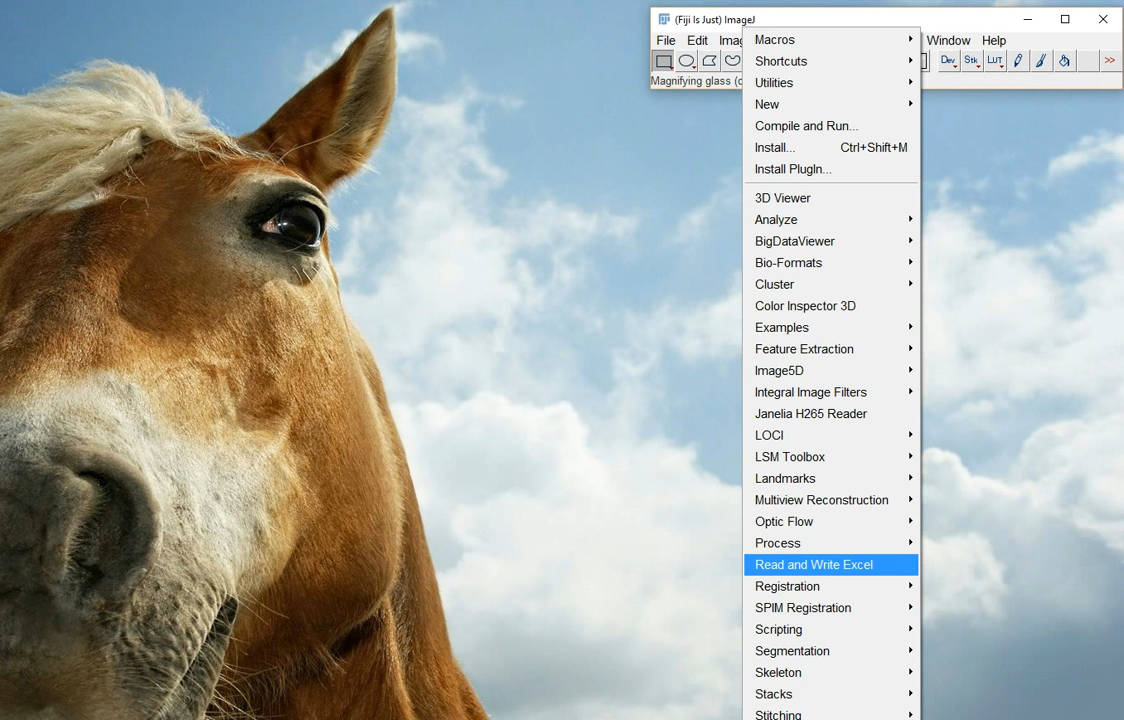 (Fiji Is Just) ImageJ
File Edit Window Help
Dev Stk LUT >>
Magnifying glass
Macros
Shortcuts
Utilities
New
Compile and Run...
Install... Ctrl+Shift+M
Install PlugIn...
3D Viewer
Analyze
BigDataViewer
Bio-Formats
Cluster
Color Inspector 3D
Examples
Feature Extraction
Image5D
Integral Image Filters
Janelia H265 Reader
LOCI
LSM Toolbox
Landmarks
Multiview Reconstruction
Optic Flow
Process
Read and Write Excel
Registration
SPIM Registration
Scripting
Segmentation
Skeleton
Stacks
Stitching